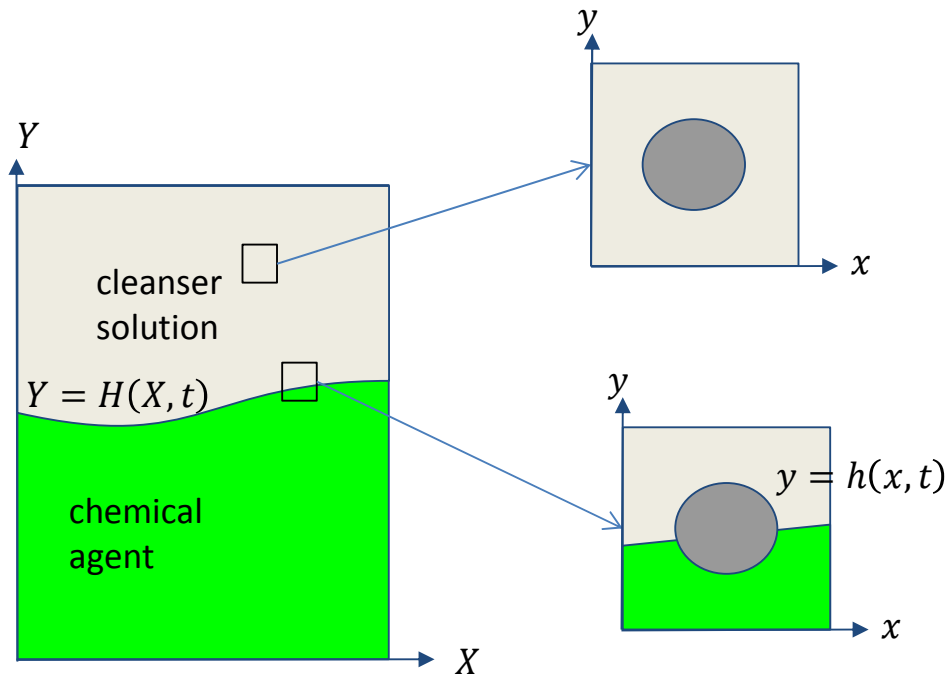 y
x
Y
cleanser
solution
Y = H(X, t)
chemical
agent
X
y
y = h(x, t)
x